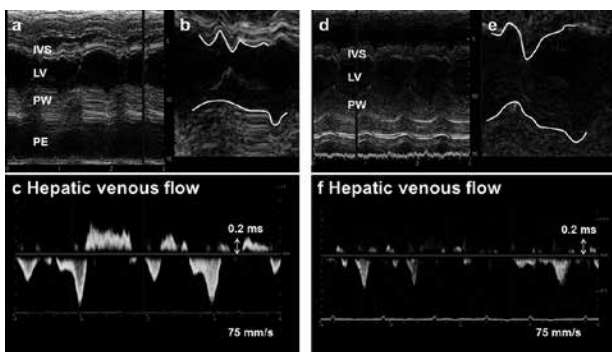 a
IVS
LV
PW
PE
b
d
IVS
LV
PW
e
c Hepatic venous flow
0.2 ms
75 mm/s
f Hepatic venous flow
0.2 ms
75 mm/s